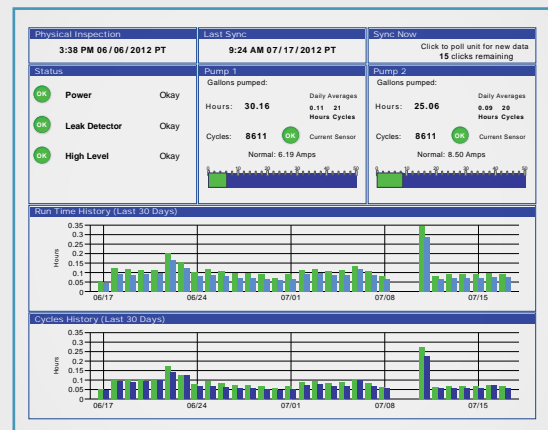 Physical Inspection
3:38 PM 06/06/2012 PT
Last Sync
9:24 AM 07/17/2012 PT
Sync Now
Click to poll unit for new data
15 clicks remaining
Status
OK Power Okay
OK Leak Detector Okay
OK High Level Okay
Pump 1
Gallons pumped:
Daily Averages
Hours: 30.16 0.11 21
Hours Cycles
Cycles: 8611 OK Current Sensor
Normal: 6.19 Amps
0 10 20 30 40 50
Pump 2
Gallons pumped:
Daily Averages
Hours: 25.06 0.09 20
Hours Cycles
Cycles: 8611 OK Current Sensor
Normal: 8.50 Amps
0 10 20 30 40 50
Run Time History (Last 30 Days)
Hours
0.35
0.3
0.25
0.2
0.15
0.1
0.05
0
06/17 06/24 07/01 07/08 07/15
Cycles History (Last 30 Days)
Hours
0.35
0.3
0.25
0.2
0.15
0.1
0.05
0
06/17 06/24 07/01 07/08 07/15